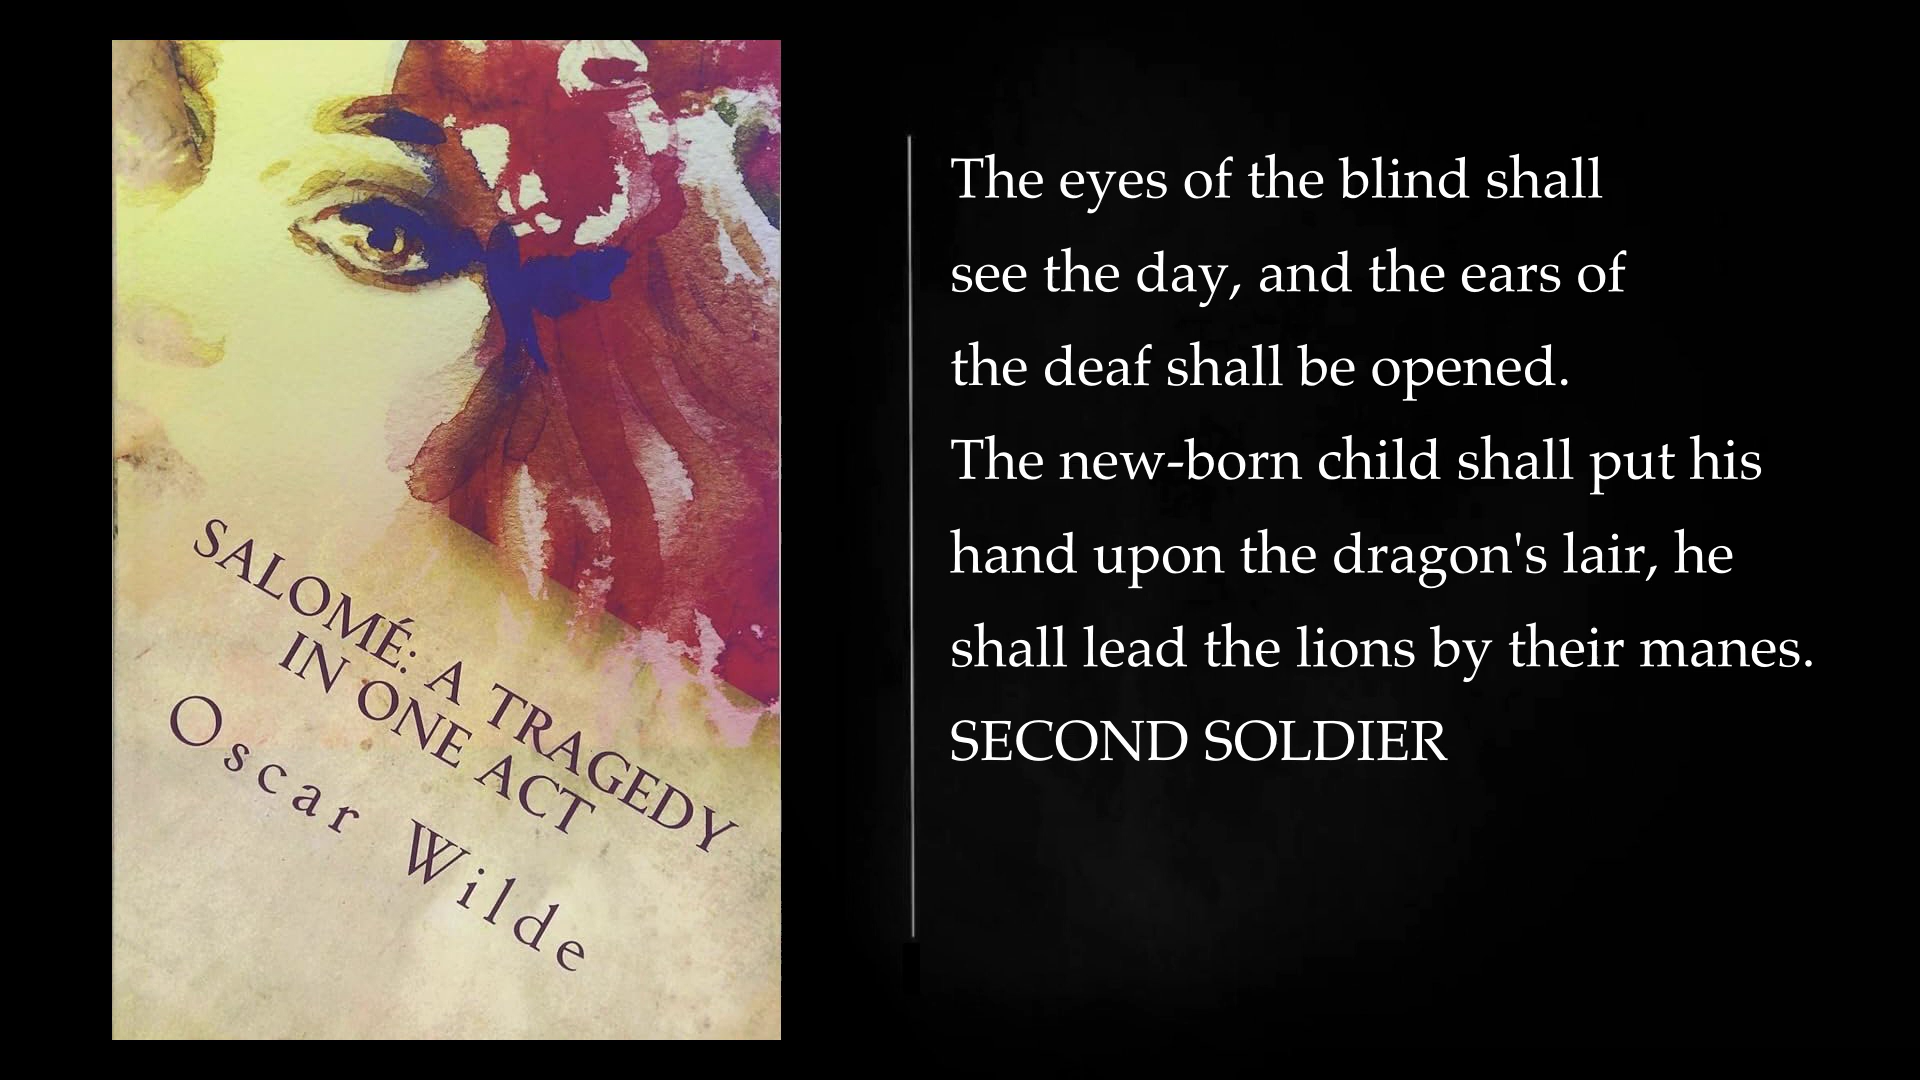 SALOMÉ: A TRAGEDY
IN ONE ACT
Oscar Wilde
The eyes of the blind shall
see the day, and the ears of
the deaf shall be opened.
The new-born child shall put his
hand upon the dragon's lair, he
shall lead the lions by their manes.
SECOND SOLDIER